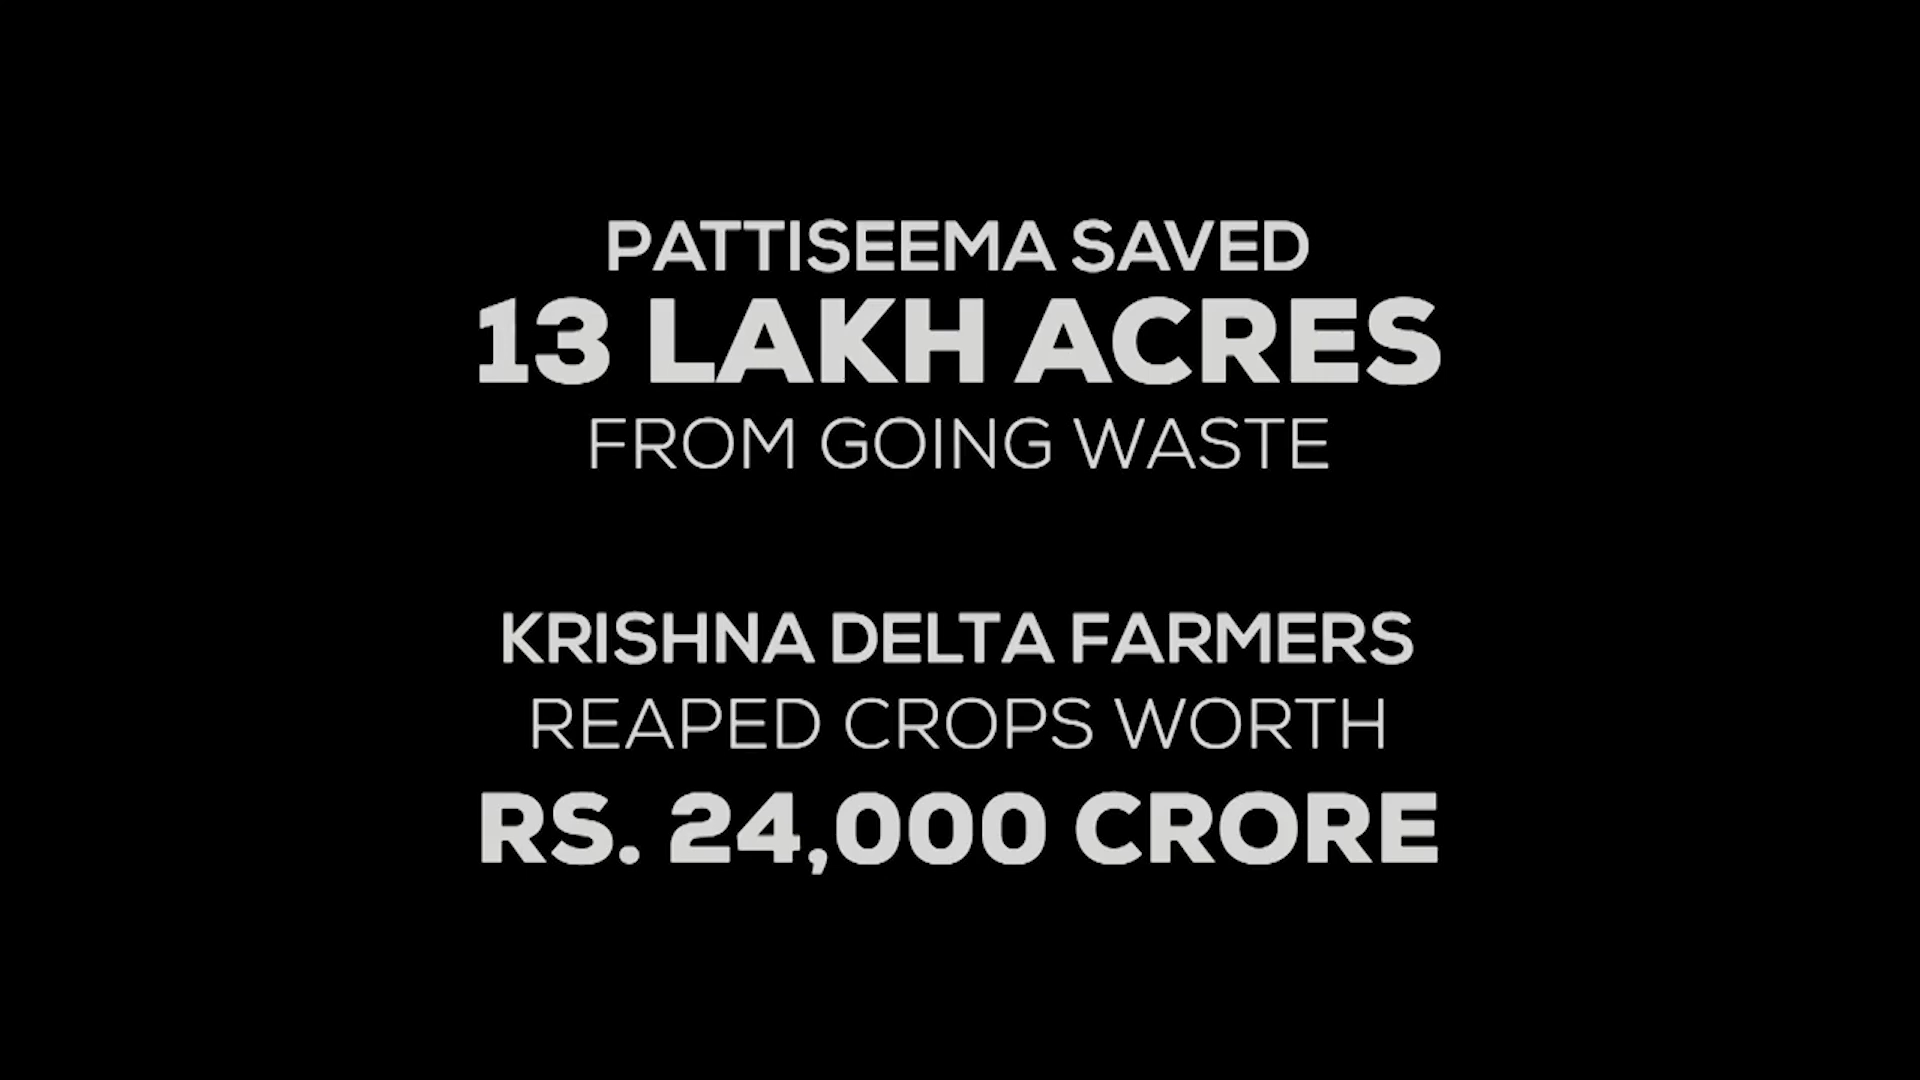 PATTISEEMA SAVED
13 LAKH ACRES
FROM GOING WASTE
KRISHNA DELTA FARMERS
REAPED CROPS WORTH
RS. 24,000 CRORE